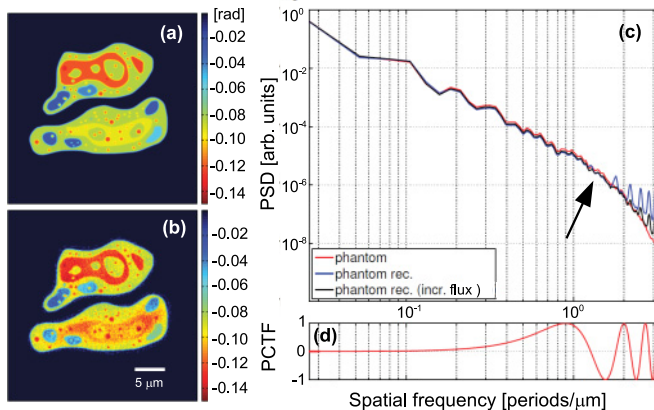 [rad]
(a)
-0.02
-0.04
-0.06
-0.08
-0.10
-0.12
-0.14
(b)
-0.02
-0.04
-0.06
-0.08
-0.10
-0.12
-0.14
5 μm
(c)
PSD [arb. units]
10^0
10^-2
10^-4
10^-6
10^-8
phantom
phantom rec.
phantom rec. (incr. flux )
10^-1
10^0
(d)
PCTF
1
0
-1
Spatial frequency [periods/μm]